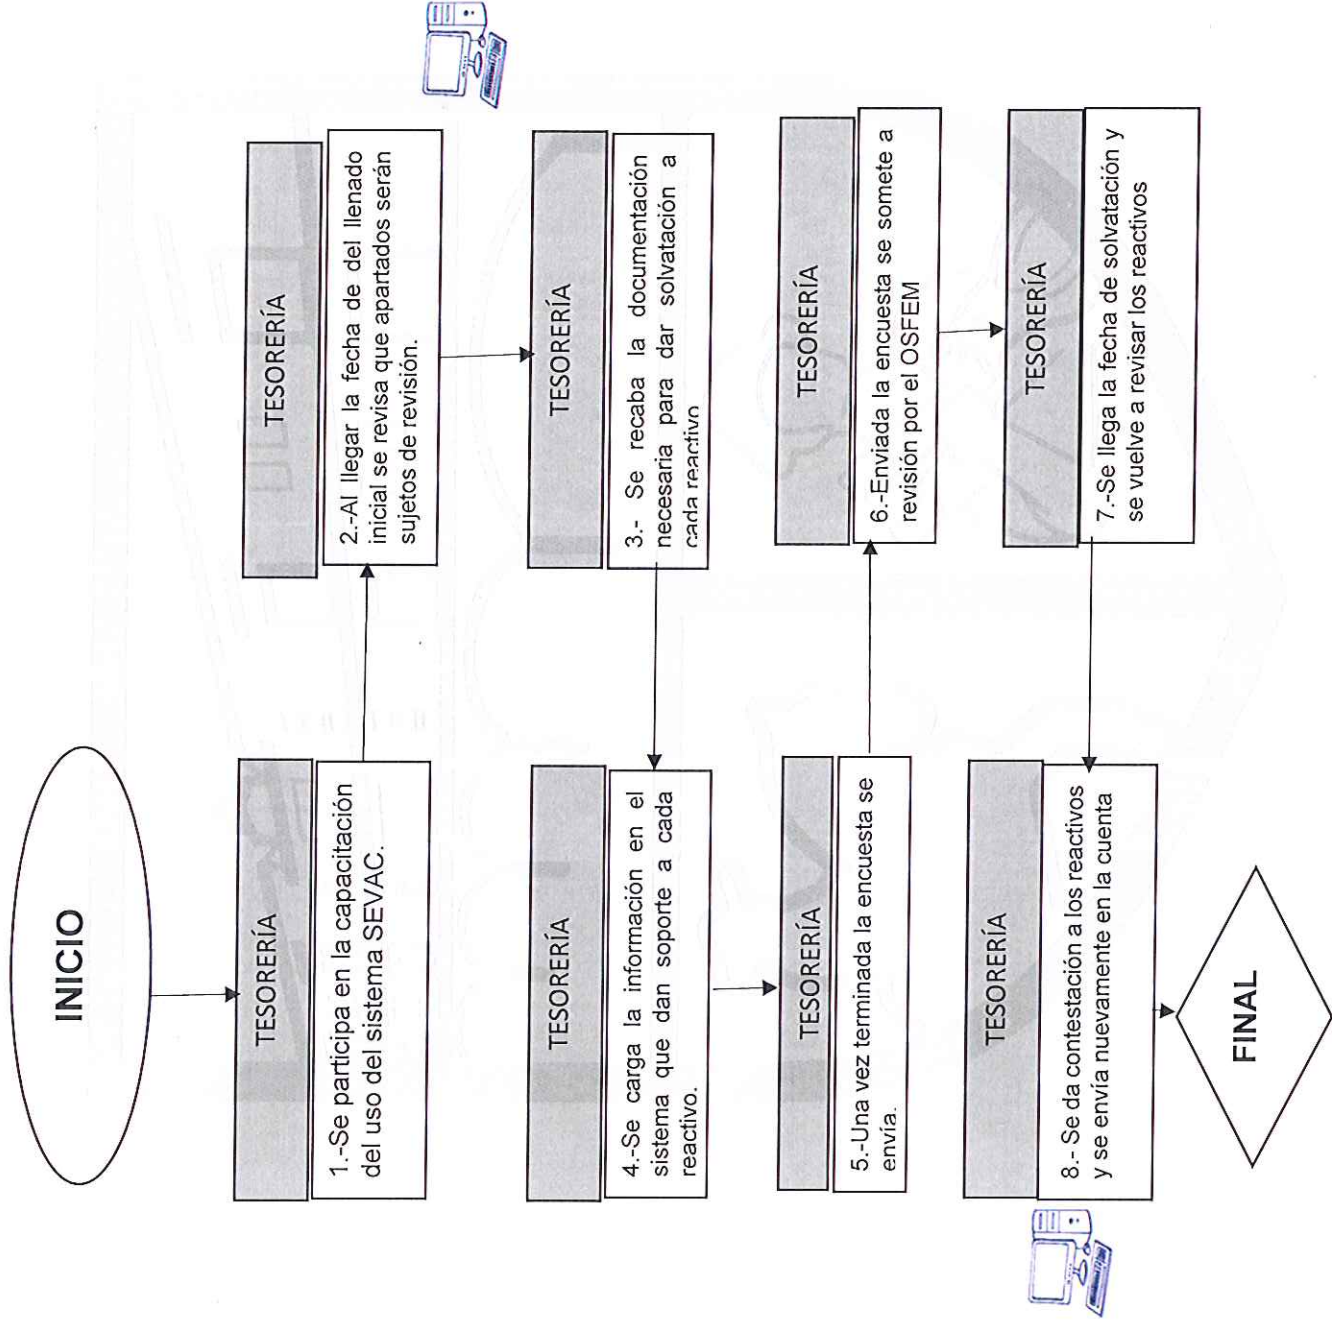 INICIO
TESORERÍA
1.-Se participa en la capacitación
del uso del sistema SEVAC.
TESORERÍA
2.-Al llegar la fecha de del llenado
inicial se revisa que apartados serán
sujetos de revisión.
TESORERÍA
3.- Se recaba la documentación
necesaria para dar solvatación a
cada reactivo
TESORERÍA
4.-Se carga la información en el
sistema que dan soporte a cada
reactivo.
TESORERÍA
5.-Una vez terminada la encuesta se
envía.
TESORERÍA
6.-Enviada la encuesta se somete a
revisión por el OSFEM
TESORERÍA
7.-Se llega la fecha de solvatación y
se vuelve a revisar los reactivos
TESORERÍA
8.- Se da contestación a los reactivos
y se envía nuevamente en la cuenta
FINAL